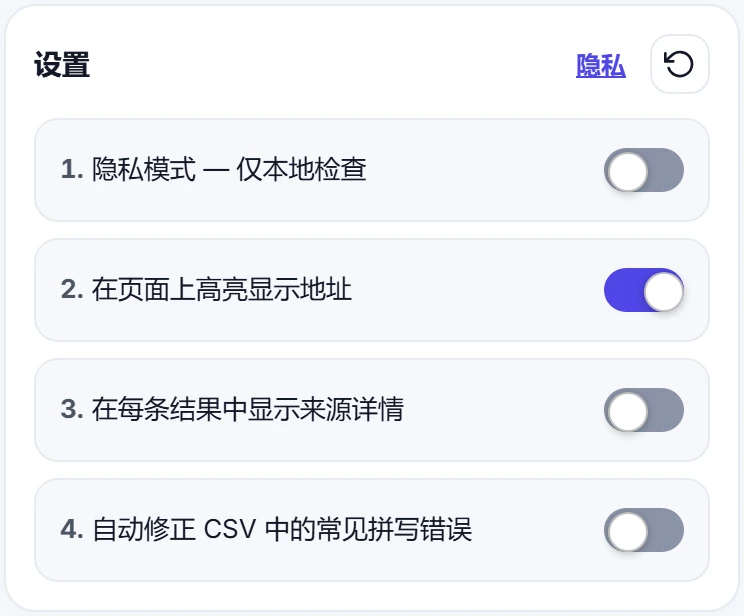 设置
隐私
1. 隐私模式 — 仅本地检查
2. 在页面上高亮显示地址
3. 在每条结果中显示来源详情
4. 自动修正 CSV 中的常见拼写错误